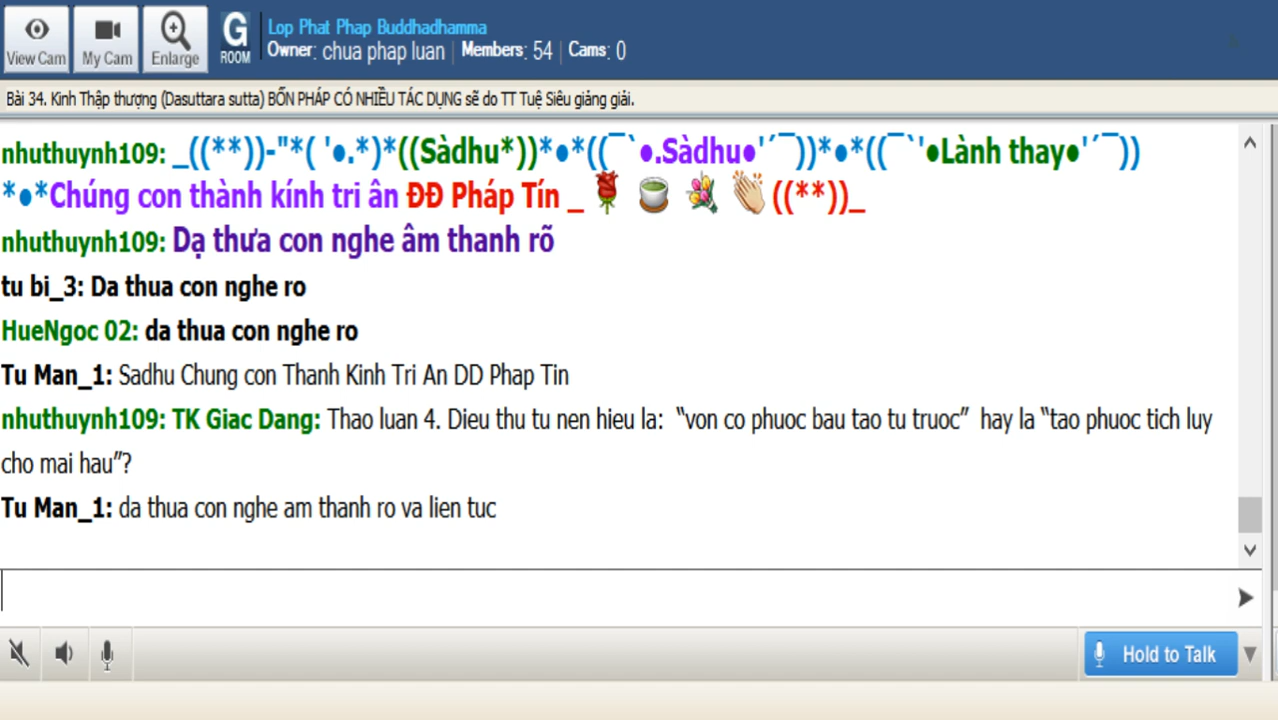 View Cam
My Cam
Enlarge
G
ROOM
Lop Phat Phap Buddhadhamma
Owner: chua phap luan | Members: 54 | Cams: 0
Bài 34. Kinh Thập thượng (Dasuttara sutta) BỐN PHÁP CÓ NHIỀU TÁC DỤNG sẽ do TT Tuệ Siêu giảng giải.
nhuthuynh109: _((**))-"*( '●.*)*((Sàdhu*))*●*((¯`●.Sàdhu●'´¯))*●*((¯`'●Lành thay●'´¯))
*●*Chúng con thành kính tri ân ĐĐ Pháp Tín _ ((**))_
nhuthuynh109: Dạ thưa con nghe âm thanh rõ
tu bi_3: Da thua con nghe ro
HueNgoc 02: da thua con nghe ro
Tu Man_1: Sadhu Chung con Thanh Kinh Tri An DD Phap Tin
nhuthuynh109: TK Giac Dang: Thao luan 4. Dieu thu tu nen hieu la: “von co phuoc bau tao tu truoc” hay la “tao phuoc tich luy
cho mai hau”?
Tu Man_1: da thua con nghe am thanh ro va lien tuc
Hold to Talk